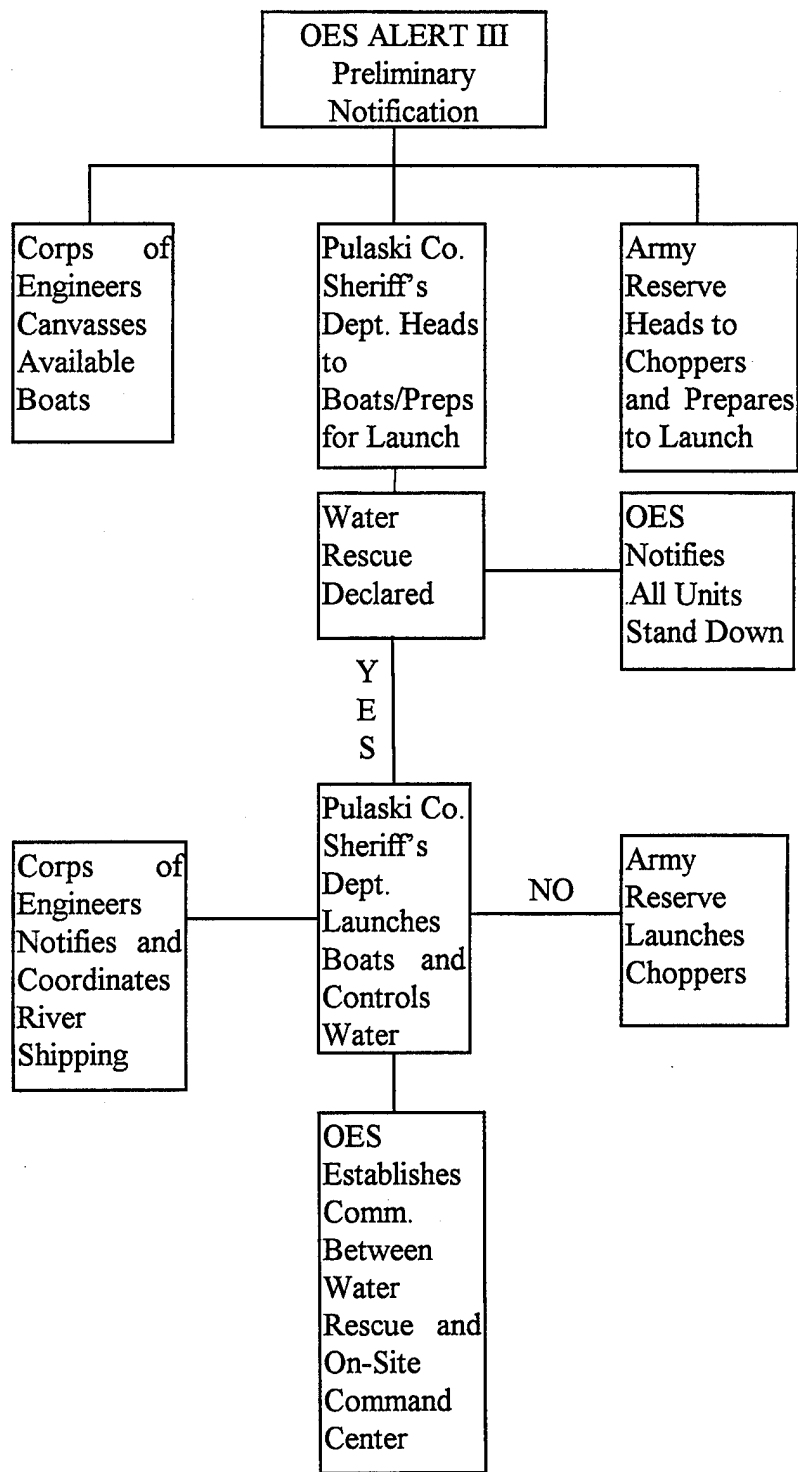 OES ALERT III
Preliminary
Notification
Corps of
Engineers
Canvasses
Available
Boats
Pulaski Co.
Sheriff's
Dept. Heads
to
Boats/Preps
for Launch
Army
Reserve
Heads to
Choppers
and Prepares
to Launch
Water
Rescue
Declared
OES
Notifies
All Units
Stand Down
Y
E
S
Corps of
Engineers
Notifies and
Coordinates
River
Shipping
Pulaski Co.
Sheriff's
Dept.
Launches
Boats and
Controls
Water
NO
Army
Reserve
Launches
Choppers
OES
Establishes
Comm.
Between
Water
Rescue and
On-Site
Command
Center